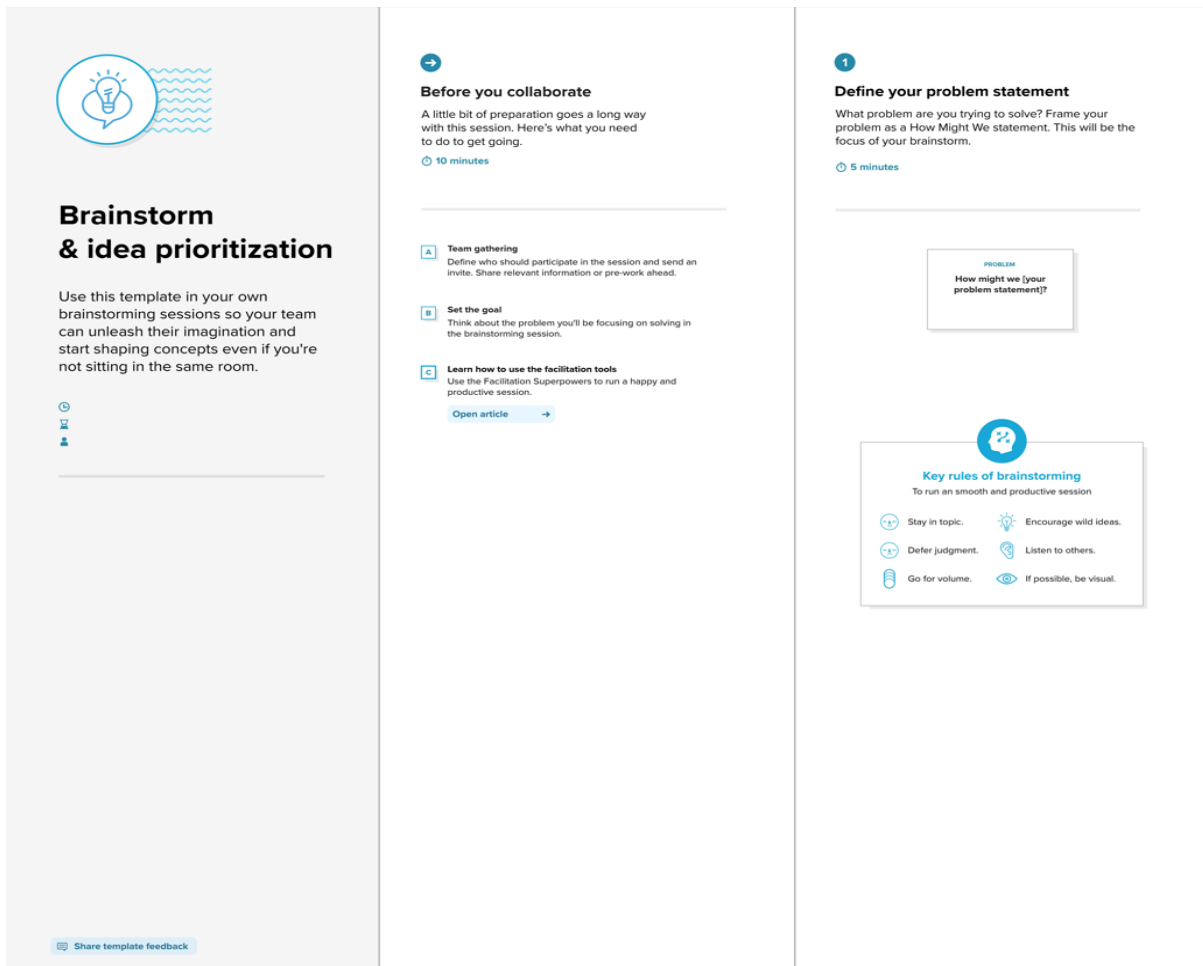 Brainstorm
& idea prioritization
Use this template in your own
brainstorming sessions so your team
can unleash their imagination and
start shaping concepts even if you're
not sitting in the same room.
Share template feedback
Before you collaborate
A little bit of preparation goes a long way
with this session. Here's what you need
to do to get going.
10 minutes
A
Team gathering
Define who should participate in the session and send an
invite. Share relevant information or pre-work ahead.
B
Set the goal
Think about the problem you'll be focusing on solving in
the brainstorming session.
C
Learn how to use the facilitation tools
Use the Facilitation Superpowers to run a happy and
productive session.
Open article
1
Define your problem statement
What problem are you trying to solve? Frame your
problem as a How Might We statement. This will be the
focus of your brainstorm.
5 minutes
PROBLEM
How might we [your
problem statement]?
Key rules of brainstorming
To run an smooth and productive session
Stay in topic.
Encourage wild ideas.
Defer judgment.
Listen to others.
Go for volume.
If possible, be visual.